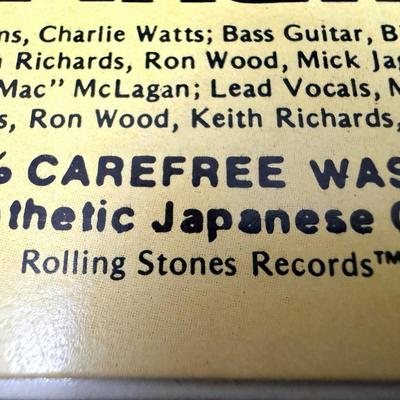 ns, Charlie Watts; Bass Guitar, B
Richards, Ron Wood, Mick Jag
Mac" McLagan; Lead Vocals,
s, Ron Wood, Keith Richards,
% CAREFREE WAS
thetic Japanese
Rolling Stones Records™